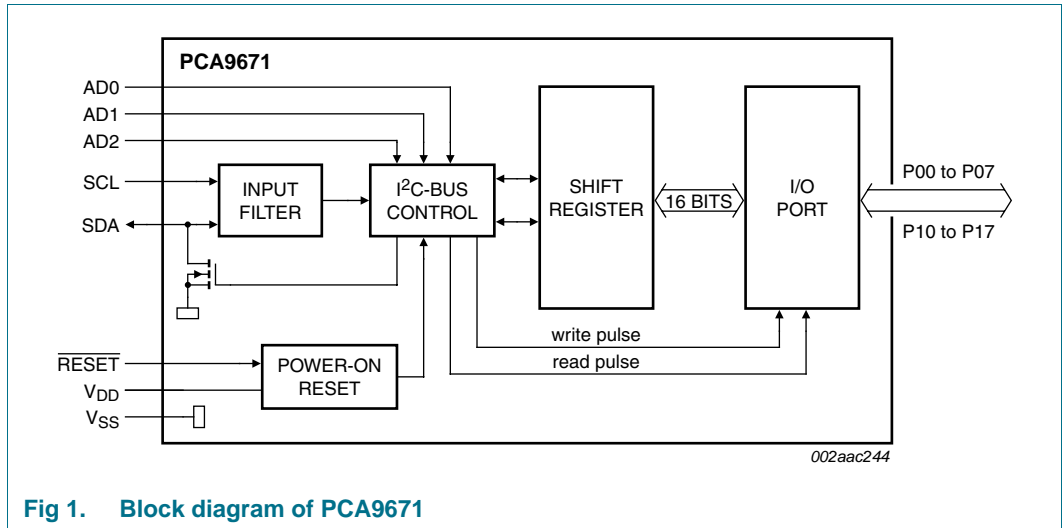 PCA9671
AD0
AD1
AD2
SCL
SDA
INPUT
FILTER
I²C-BUS
CONTROL
SHIFT
REGISTER
16 BITS
I/O
PORT
P00 to P07
P10 to P17
write pulse
read pulse
RESET
VDD
VSS
POWER-ON
RESET
002aac244
Fig 1. Block diagram of PCA9671